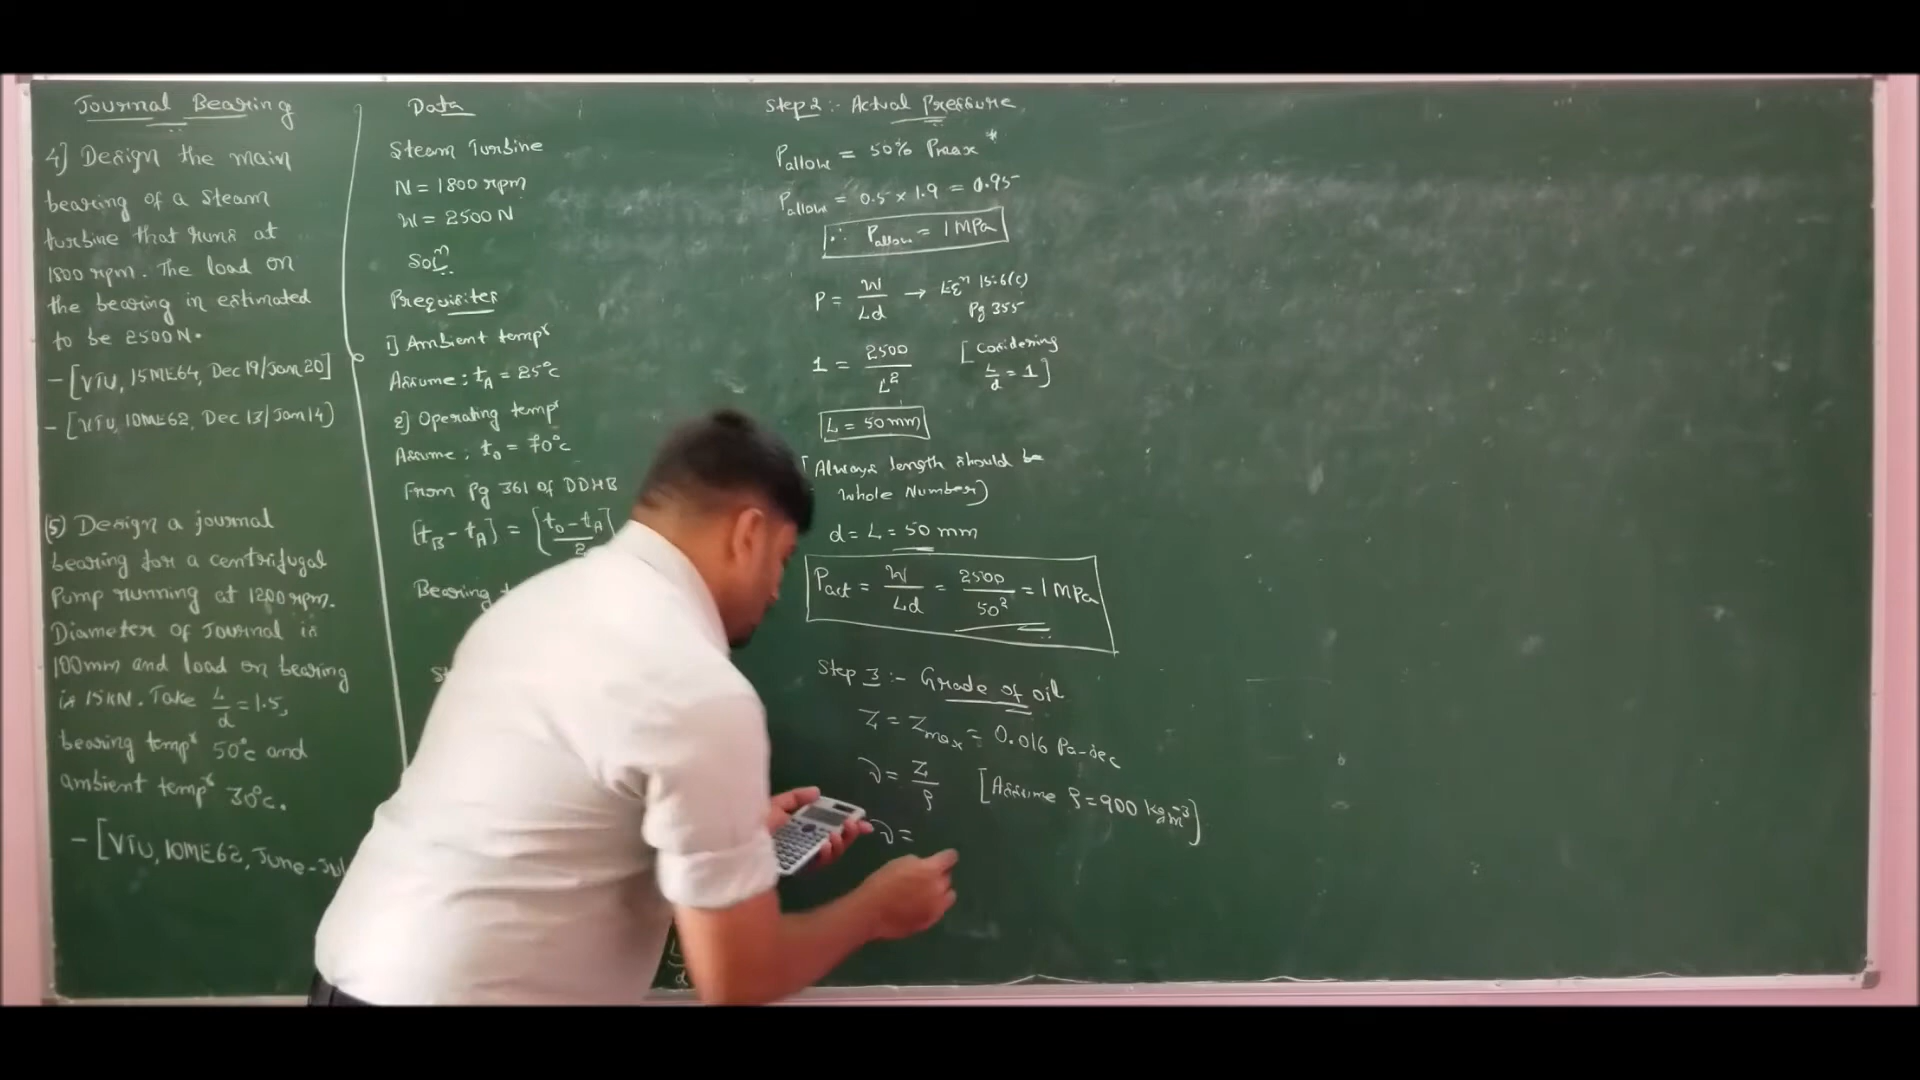 Journal Bearing
4] Design the main
bearing of a Steam
turbine that runs at
1800 rpm. The load on
the bearing in estimated
to be 2500N.
- [VTU, 15ME64, Dec 19/Jan 20]
- [VTU, 10ME62, Dec 13/Jan 14]
(5) Design a journal
bearing for a centrifugal
Pump running at 1200 rpm.
Diameter of Journal is
100mm and load on bearing
is 15KN. Take L/d = 1.5,
bearing tempʳ 50°c and
ambient tempʳ 30°c.
- [VTU, 10ME62, June-Jul
Data
Steam Turbine
N = 1800 rpm
W = 2500 N
Solⁿ
Prequisites
1] Ambient tempʳ
Assume: tA = 25°c
2] Operating tempʳ
Assume: to = 70°c
From Pg 361 of DDHB
(tB - tA) = [to - tA / 2
Bearing
St
L/d
Step 2 :- Actual Pressure
Pallow = 50% Pmax *
Pallow = 0.5 × 1.9 = 0.95
∴ Pallow = 1 MPa
P = W/Ld → Eqⁿ 15.6(c)
Pg 355
1 = 2500/L² [Considering L/d = 1]
L = 50mm
[Always length should be
Whole Number]
d = L = 50 mm
Pact = W/Ld = 2500/50² = 1 MPa
Step 3 :- Grade of oil
Z = Zmax = 0.016 Pa-sec
ν = Z/ρ [Assume ρ = 900 kg m⁻³]
ν =